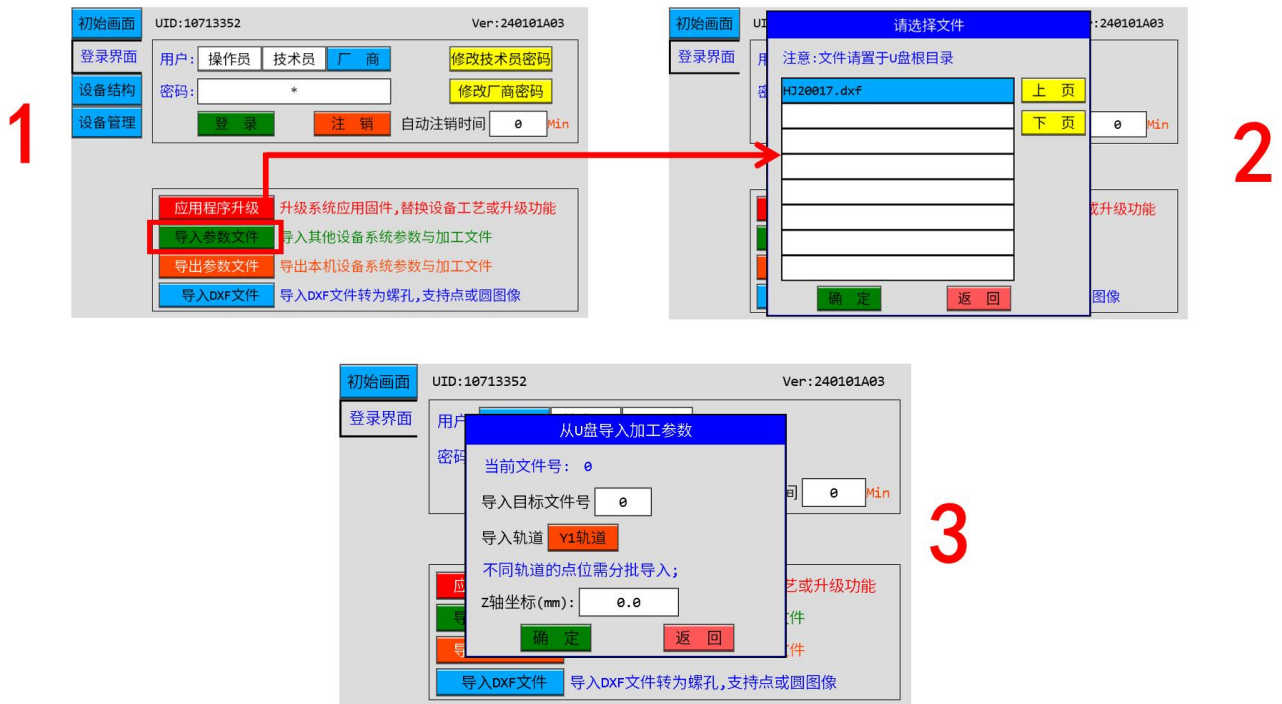 1
初始画面
UID:10713352
Ver:240101A03
登录界面
用户:
操作员
技术员
厂 商
修改技术员密码
设备结构
密码:
*
修改厂商密码
设备管理
登 录
注 销
自动注销时间
0
Min
应用程序升级
升级系统应用固件,替换设备工艺或升级功能
导入参数文件
导入其他设备系统参数与加工文件
导出参数文件
导出本机设备系统参数与加工文件
导入DXF文件
导入DXF文件转为螺孔,支持点或圆图像
2
初始画面
请选择文件
:240101A03
登录界面
注意:文件请置于U盘根目录
HJ20017.dxf
上 页
下 页
0
Min
或升级功能
确 定
返 回
图像
3
初始画面
UID:10713352
Ver:240101A03
登录界面
用户
从U盘导入加工参数
密码
当前文件号: 0
导入目标文件号
0
0
Min
导入轨道
Y1轨道
不同轨道的点位需分批导入;
应
艺或升级功能
Z轴坐标(mm):
0.0
导
件
确 定
返 回
导
件
导入DXF文件
导入DXF文件转为螺孔,支持点或圆图像